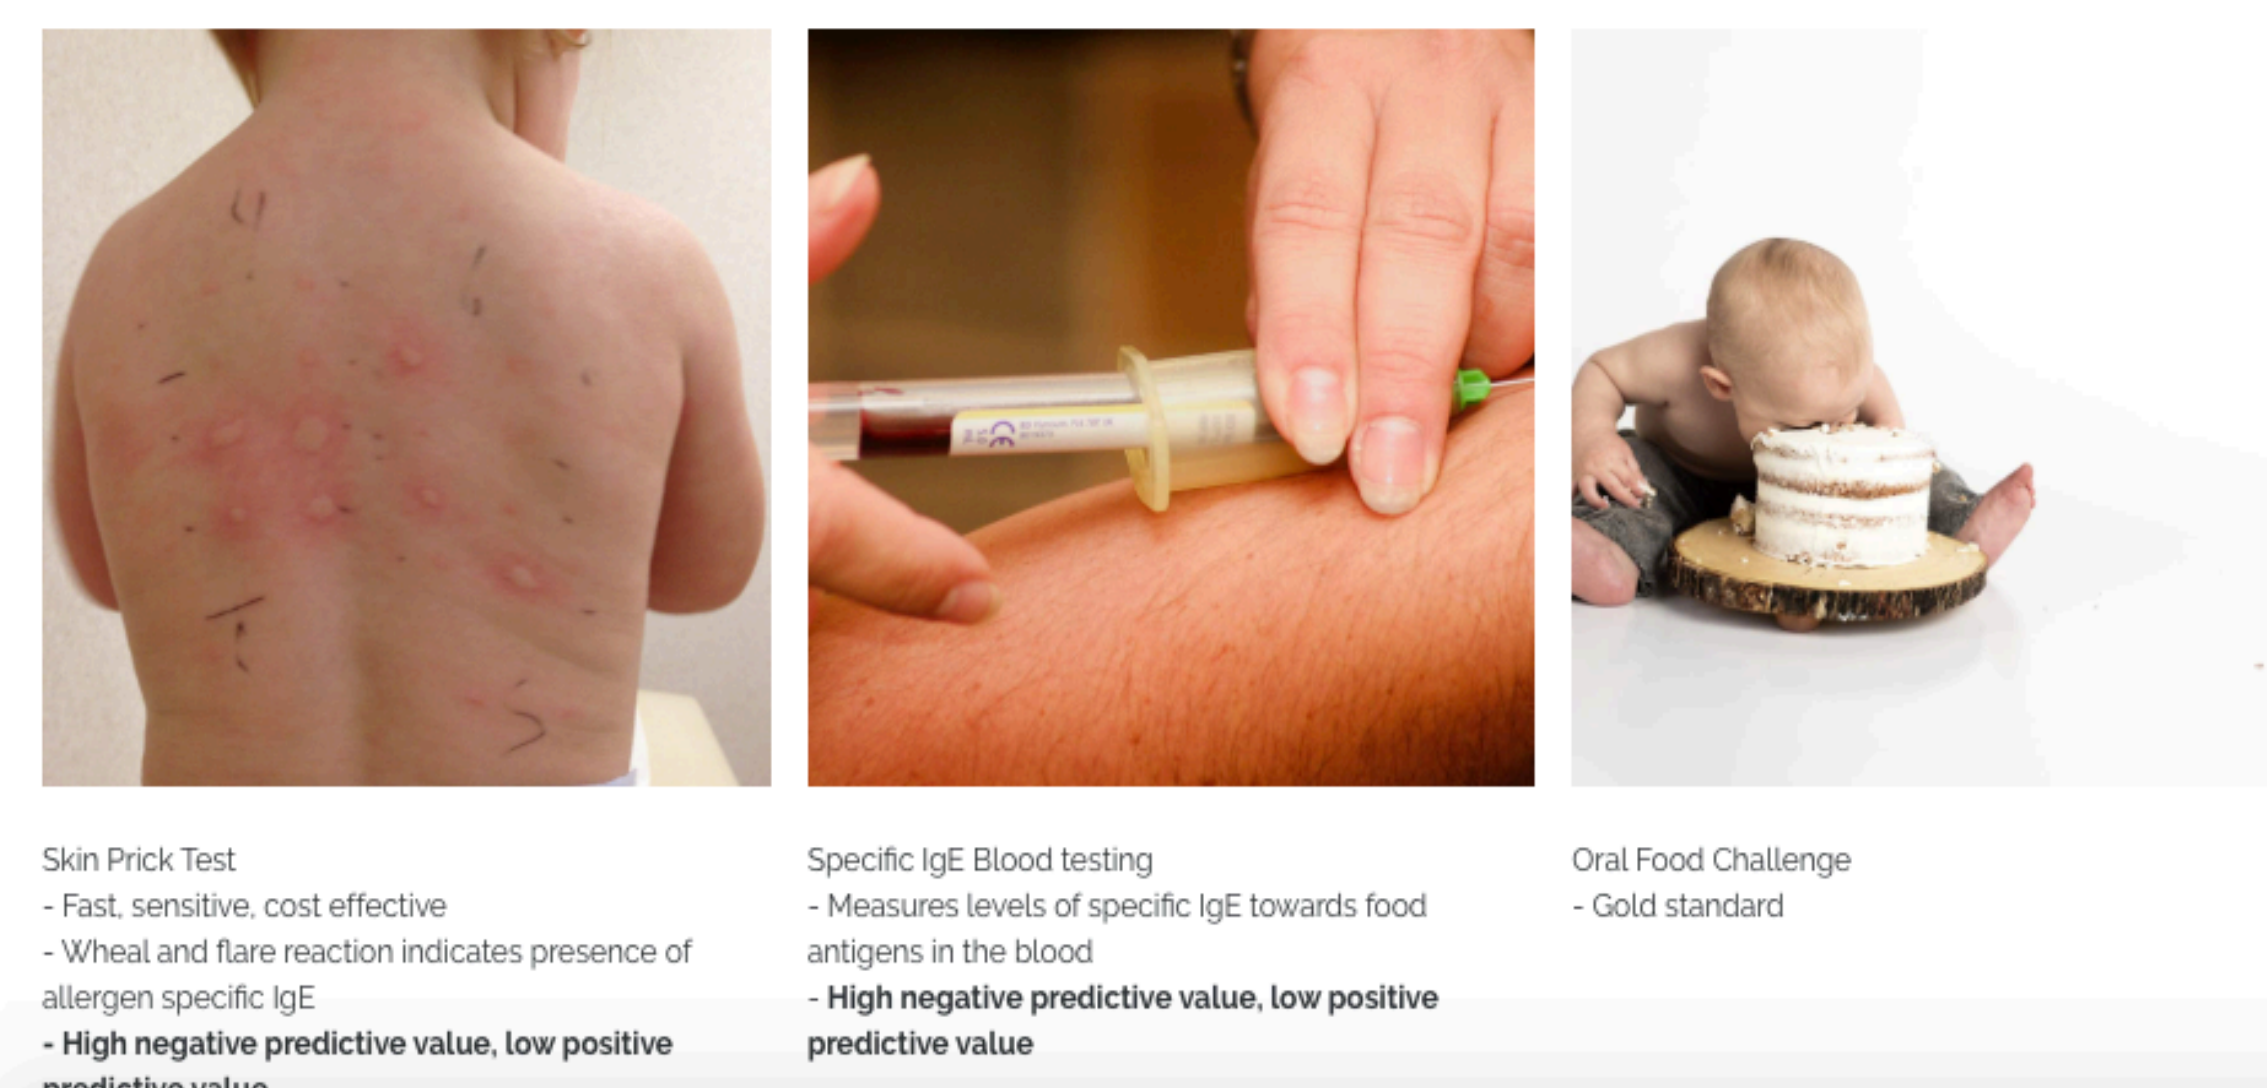 Skin Prick Test
- Fast, sensitive, cost effective
- Wheal and flare reaction indicates presence of
allergen specific IgE
- High negative predictive value, low positive
predictive value
Specific IgE Blood testing
- Measures levels of specific IgE towards food
antigens in the blood
- High negative predictive value, low positive
predictive value
Oral Food Challenge
- Gold standard